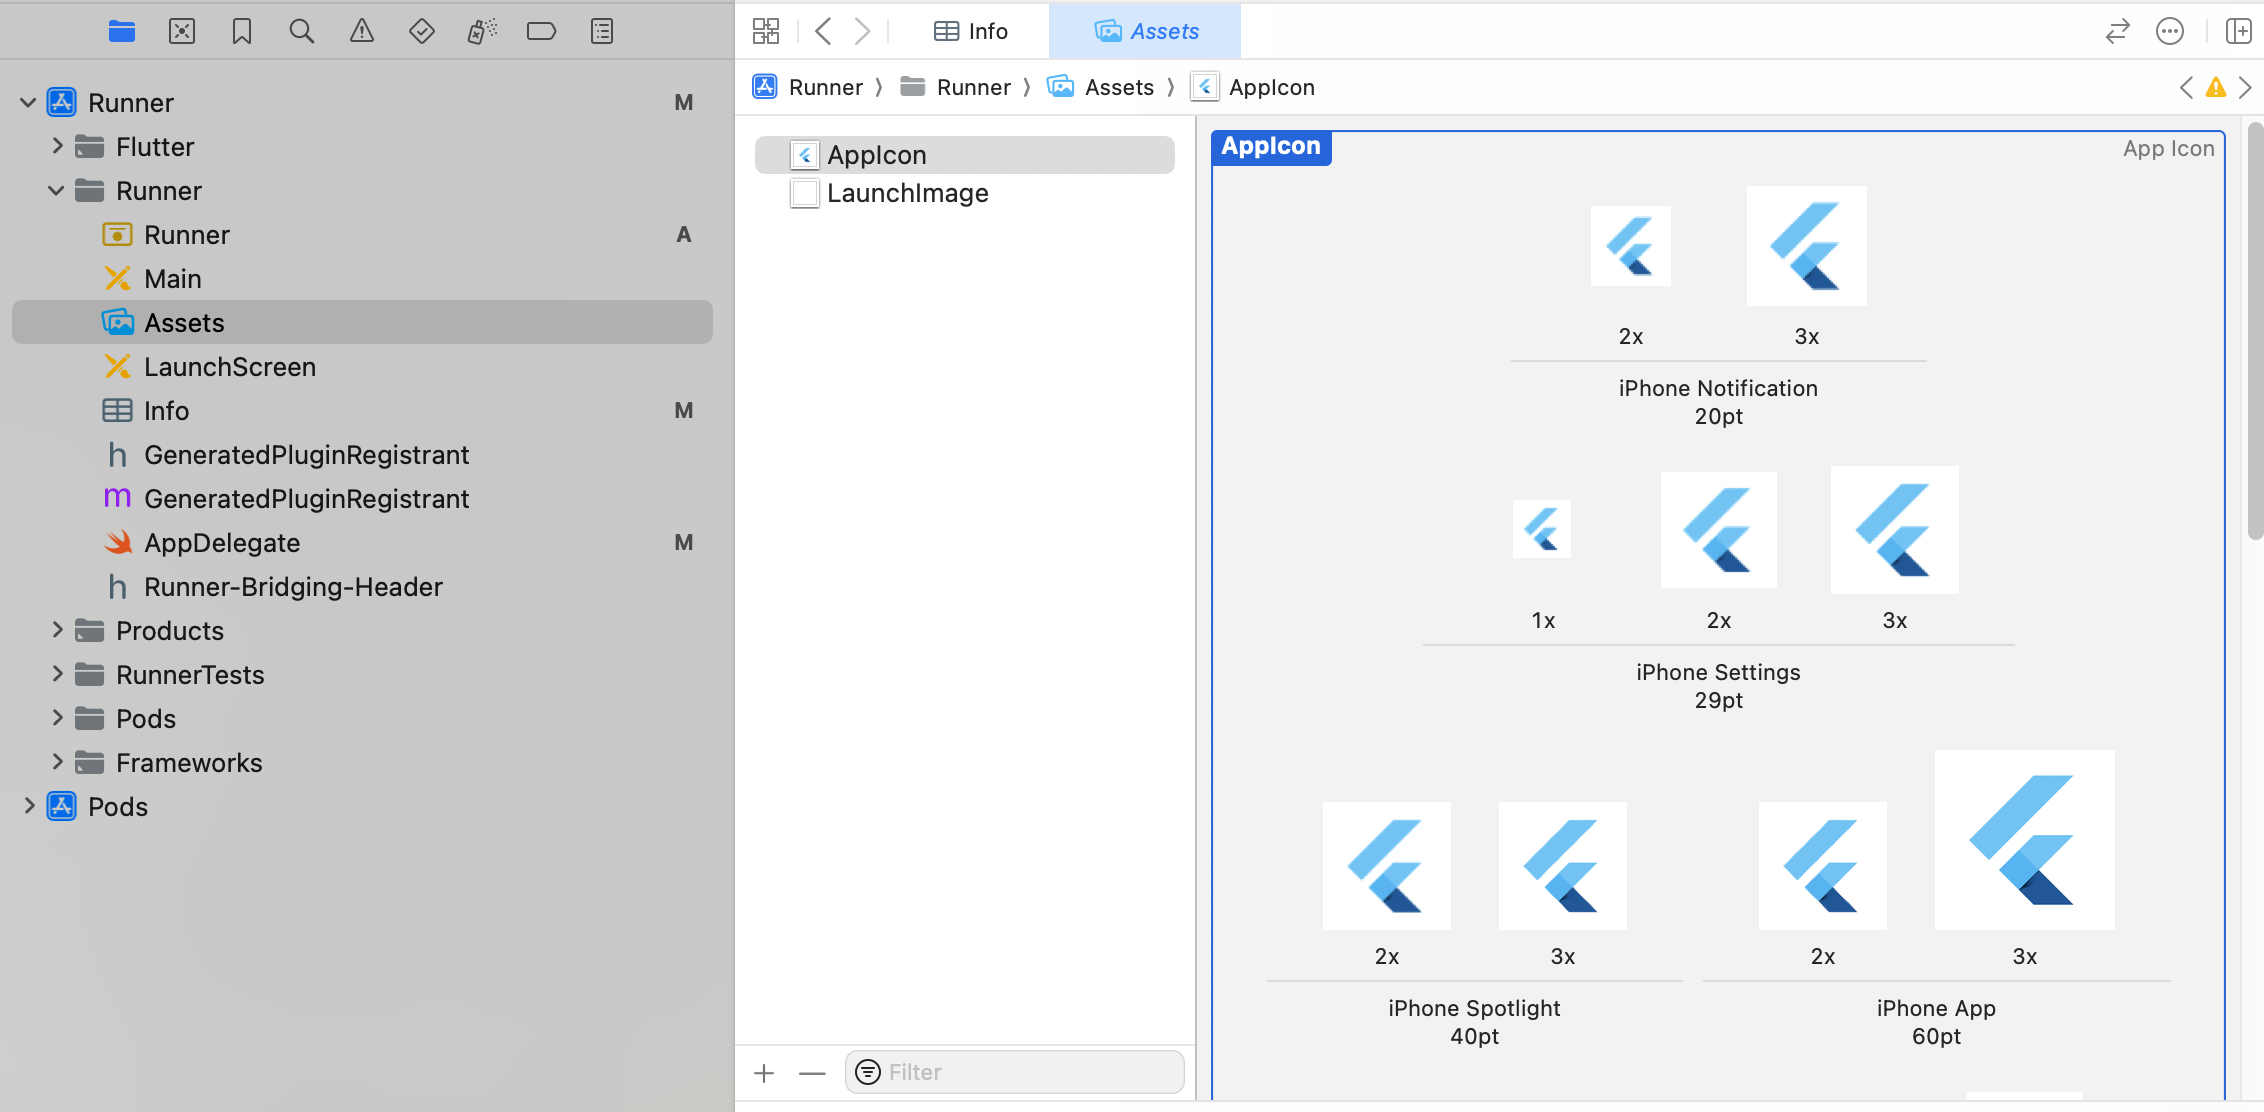 Runner M
Flutter
Runner
Runner A
Main
Assets
LaunchScreen
Info M
GeneratedPluginRegistrant
GeneratedPluginRegistrant
AppDelegate M
Runner-Bridging-Header
Products
RunnerTests
Pods
Frameworks
Pods
Info
Assets
Runner ⟩ Runner ⟩ Assets ⟩ AppIcon
AppIcon
LaunchImage
Filter
AppIcon
App Icon
2x 3x
iPhone Notification
20pt
1x 2x 3x
iPhone Settings
29pt
2x 3x
iPhone Spotlight
40pt
2x 3x
iPhone App
60pt